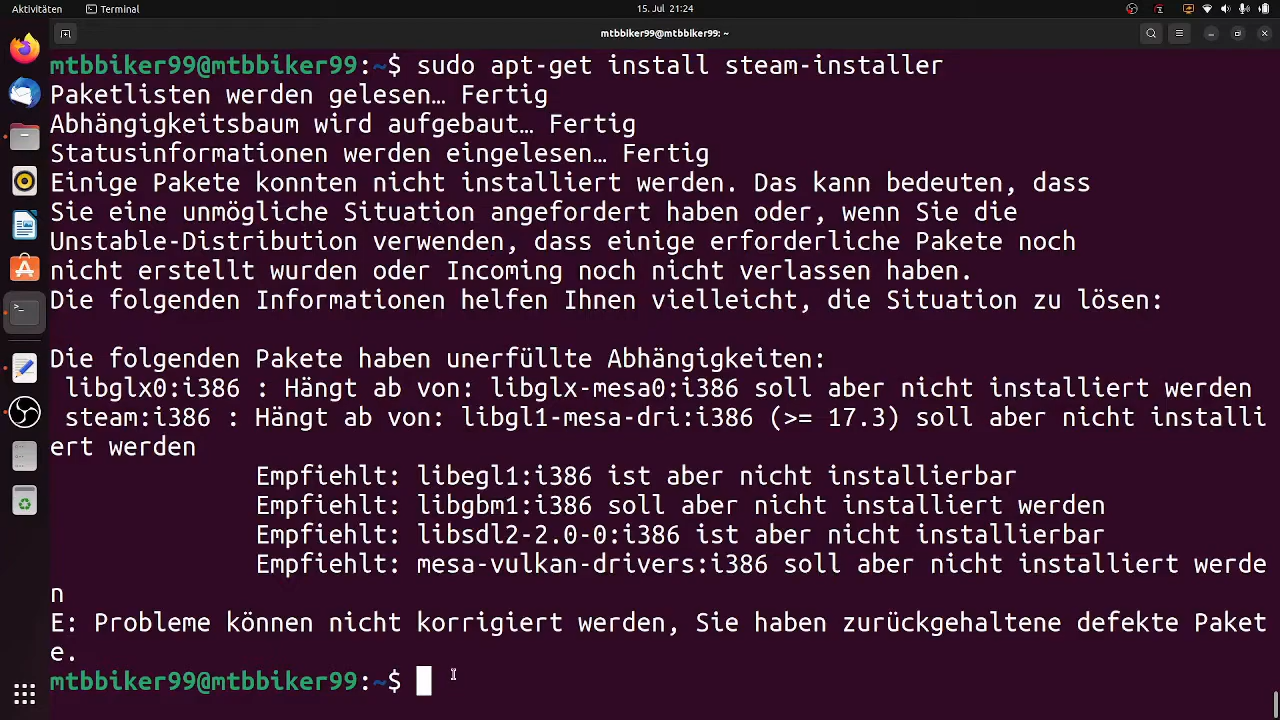 Aktivitäten
Terminal
15. Jul 21:24
mtbbiker99@mtbbiker99: ~
mtbbiker99@mtbbiker99:~$ sudo apt-get install steam-installer
Paketlisten werden gelesen… Fertig
Abhängigkeitsbaum wird aufgebaut… Fertig
Statusinformationen werden eingelesen… Fertig
Einige Pakete konnten nicht installiert werden. Das kann bedeuten, dass
Sie eine unmögliche Situation angefordert haben oder, wenn Sie die
Unstable-Distribution verwenden, dass einige erforderliche Pakete noch
nicht erstellt wurden oder Incoming noch nicht verlassen haben.
Die folgenden Informationen helfen Ihnen vielleicht, die Situation zu lösen:
Die folgenden Pakete haben unerfüllte Abhängigkeiten:
libglx0:i386 : Hängt ab von: libglx-mesa0:i386 soll aber nicht installiert werden
steam:i386 : Hängt ab von: libgl1-mesa-dri:i386 (>= 17.3) soll aber nicht installi
ert werden
Empfiehlt: libegl1:i386 ist aber nicht installierbar
Empfiehlt: libgbm1:i386 soll aber nicht installiert werden
Empfiehlt: libsdl2-2.0-0:i386 ist aber nicht installierbar
Empfiehlt: mesa-vulkan-drivers:i386 soll aber nicht installiert werde
n
E: Probleme können nicht korrigiert werden, Sie haben zurückgehaltene defekte Paket
e.
mtbbiker99@mtbbiker99:~$